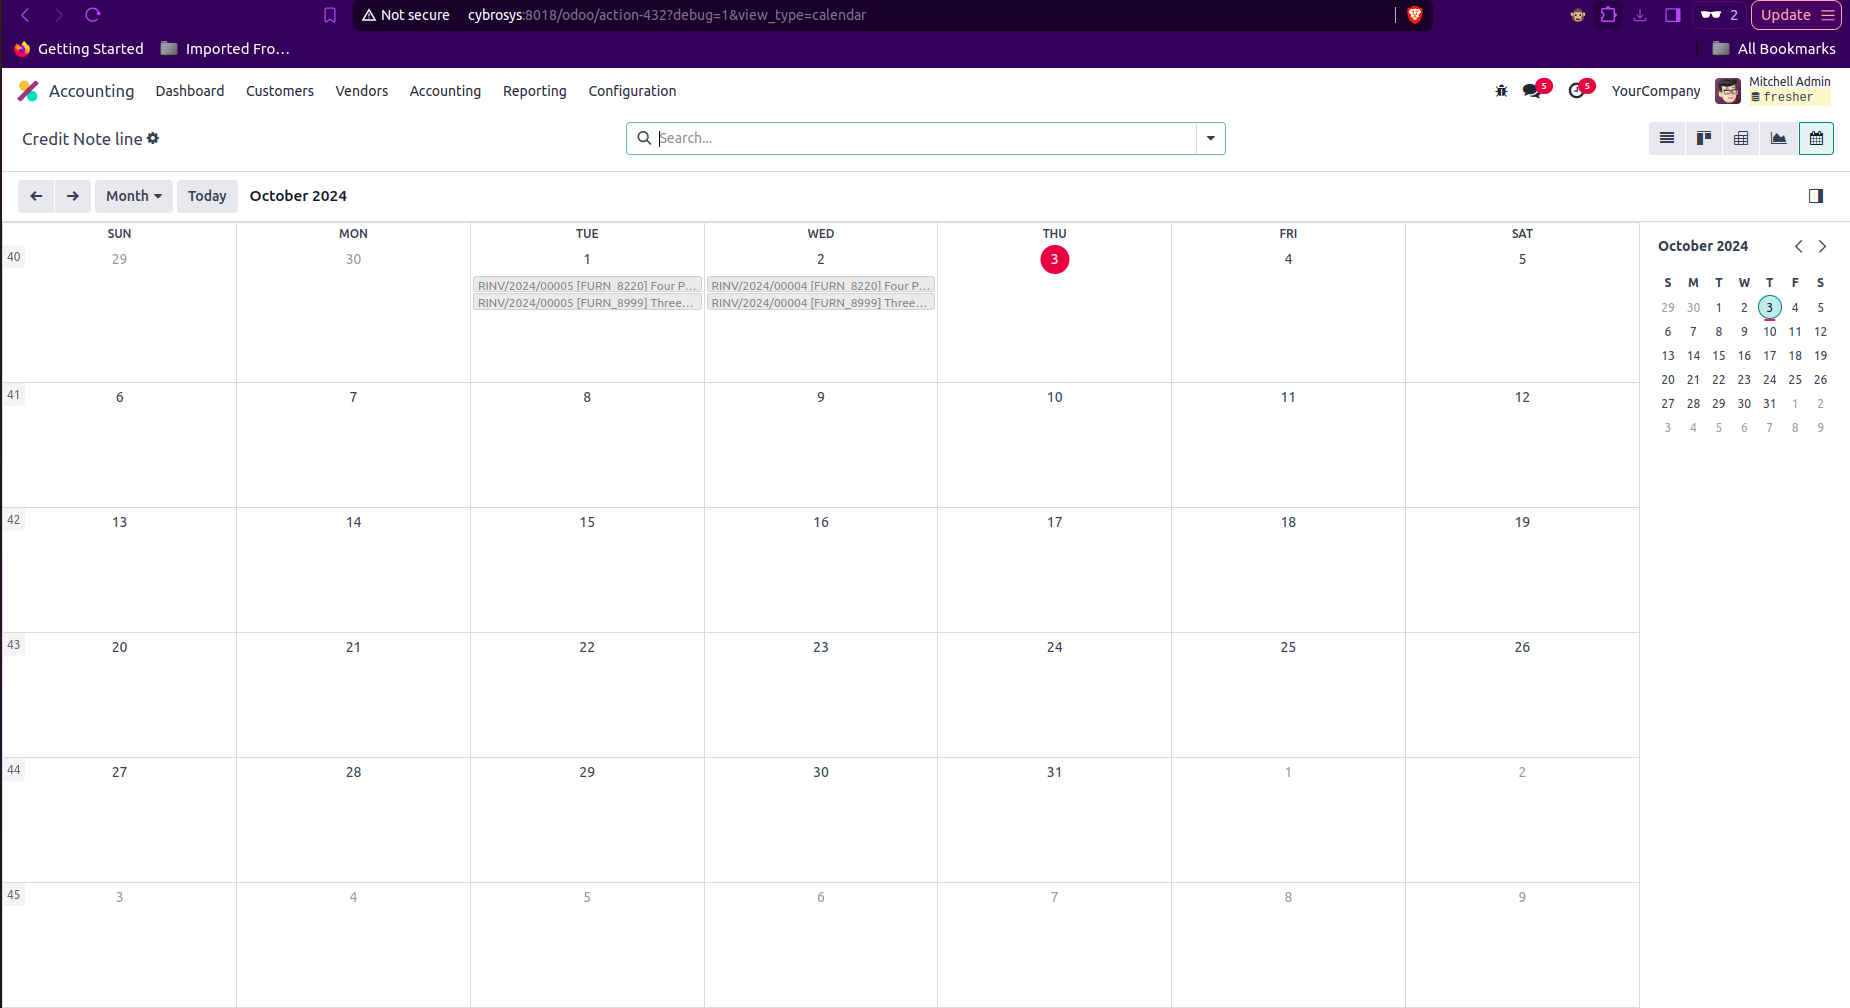 Not secure cybrosys:8018/odoo/action-432?debug=1&view_type=calendar 2 Update
Getting Started Imported Fro... All Bookmarks
Accounting Dashboard Customers Vendors Accounting Reporting Configuration 5 5 YourCompany Mitchell Admin
fresher
Credit Note line Search...
Month Today October 2024
SUN MON TUE WED THU FRI SAT
40 29 30 1 2 3 4 5
RINV/2024/00005 [FURN_8220] Four P... RINV/2024/00004 [FURN_8220] Four P...
RINV/2024/00005 [FURN_8999] Three... RINV/2024/00004 [FURN_8999] Three...
41 6 7 8 9 10 11 12
42 13 14 15 16 17 18 19
43 20 21 22 23 24 25 26
44 27 28 29 30 31 1 2
45 3 4 5 6 7 8 9
October 2024
S M T W T F S
29 30 1 2 3 4 5
6 7 8 9 10 11 12
13 14 15 16 17 18 19
20 21 22 23 24 25 26
27 28 29 30 31 1 2
3 4 5 6 7 8 9